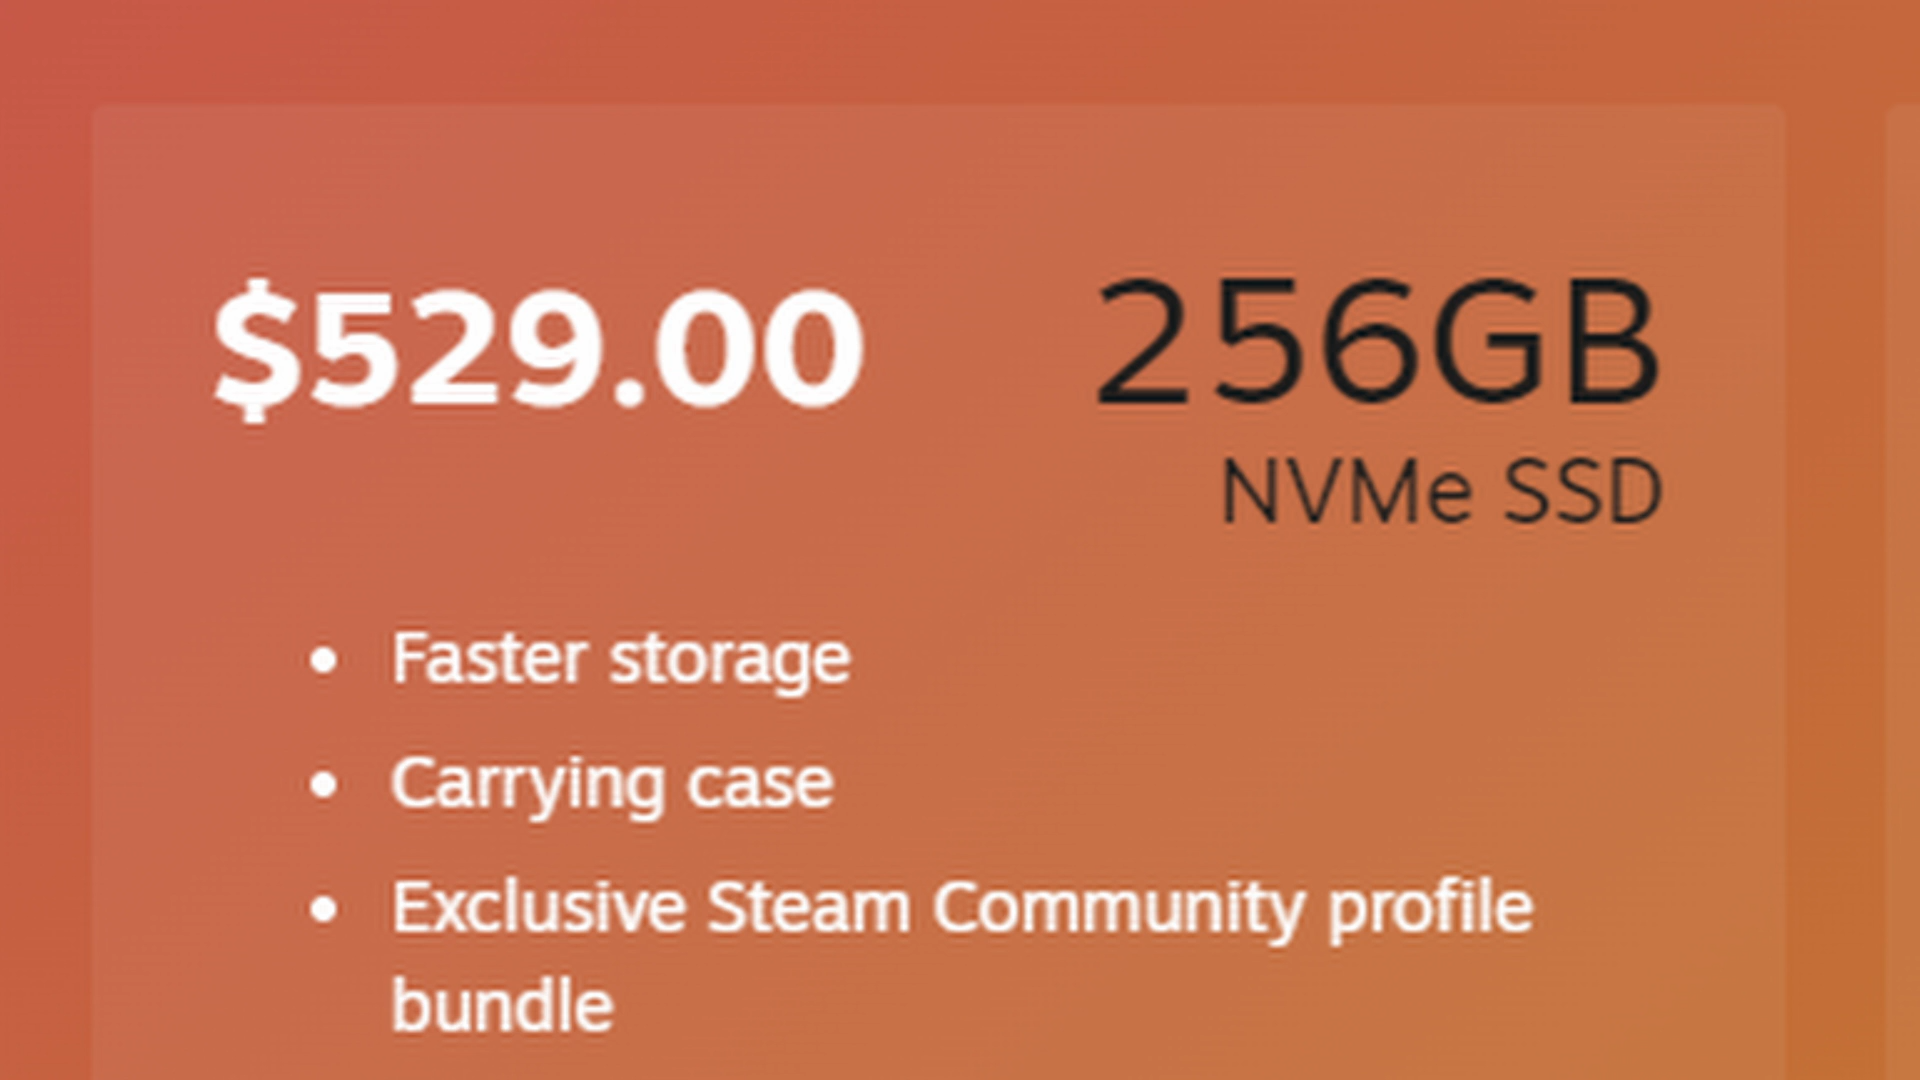 $529.00
256GB
NVMe SSD
• Faster storage
• Carrying case
• Exclusive Steam Community profile
bundle